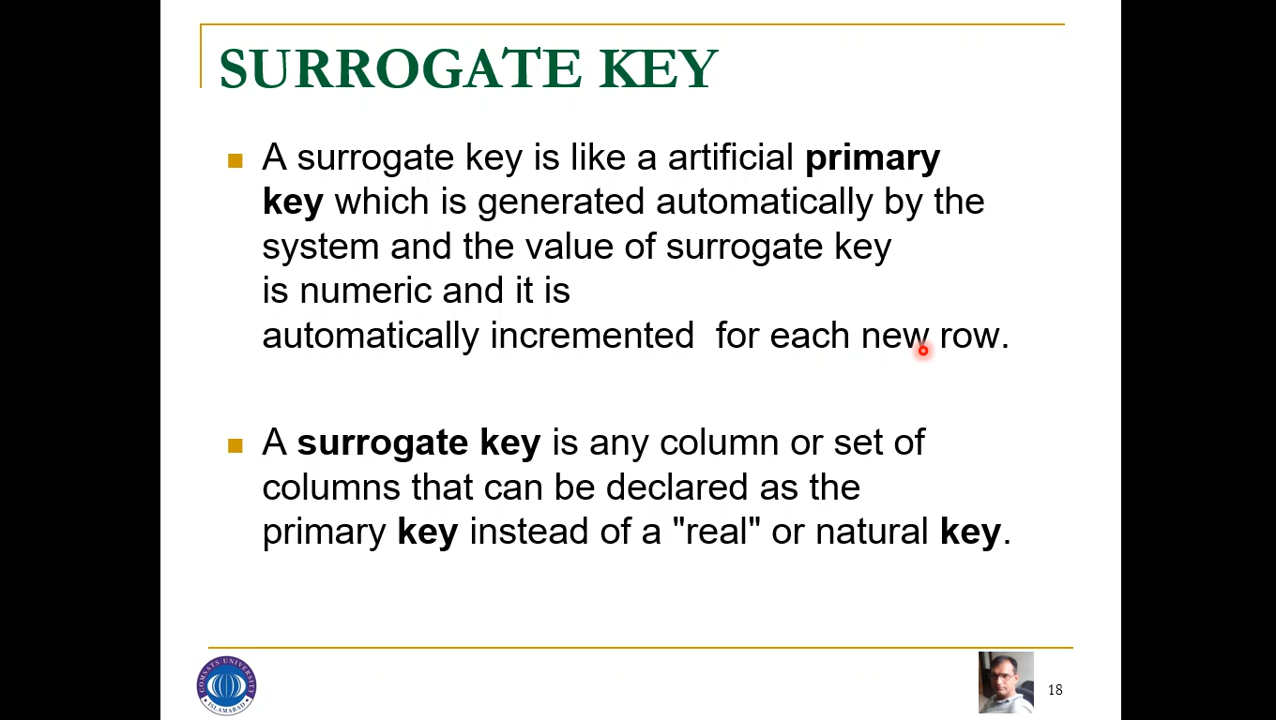 SURROGATE KEY
A surrogate key is like a artificial primary
key which is generated automatically by the
system and the value of surrogate key
is numeric and it is
automatically incremented for each new row.
A surrogate key is any column or set of
columns that can be declared as the
primary key instead of a "real" or natural key.
COMSATS UNIVERSITY
ISLAMABAD
18